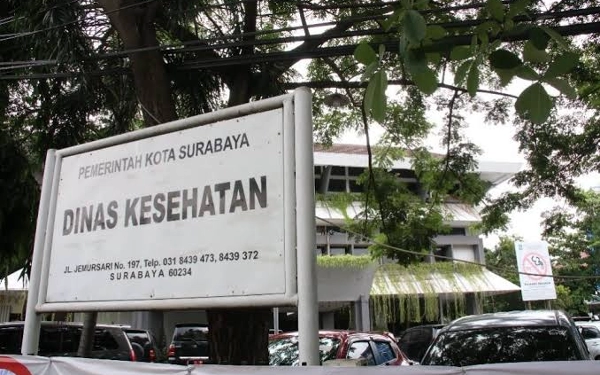 PEMERINTAH KOTA SURABAYA
DINAS KESEHATAN
JL. JEMURSARI No. 197, Telp. 031 8439 473, 8439 372
SURABAYA 60234